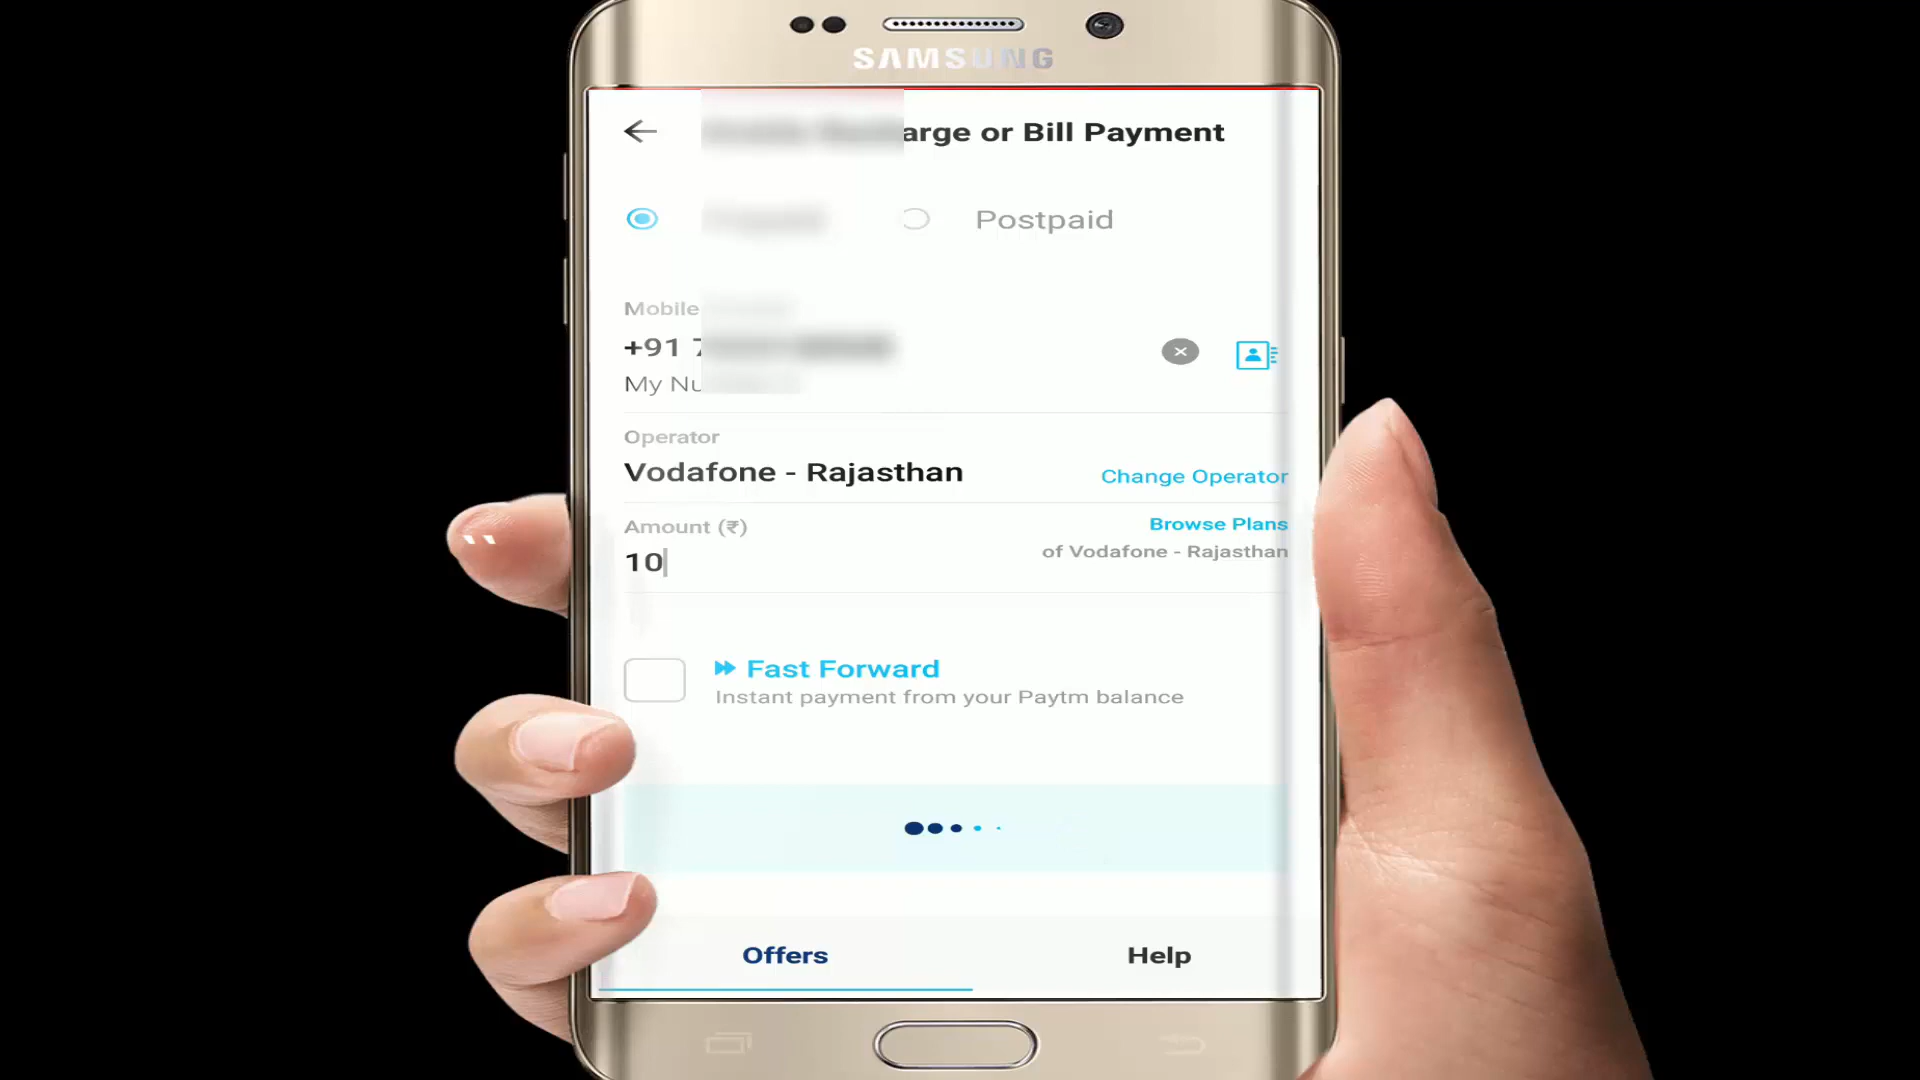 SAMSUNG
arge or Bill Payment
Postpaid
Mobile
+91 7
My Nu
Operator
Vodafone - Rajasthan
Change Operator
Amount (₹)
Browse Plans
of Vodafone - Rajasthan
10
Fast Forward
Instant payment from your Paytm balance
Offers
Help